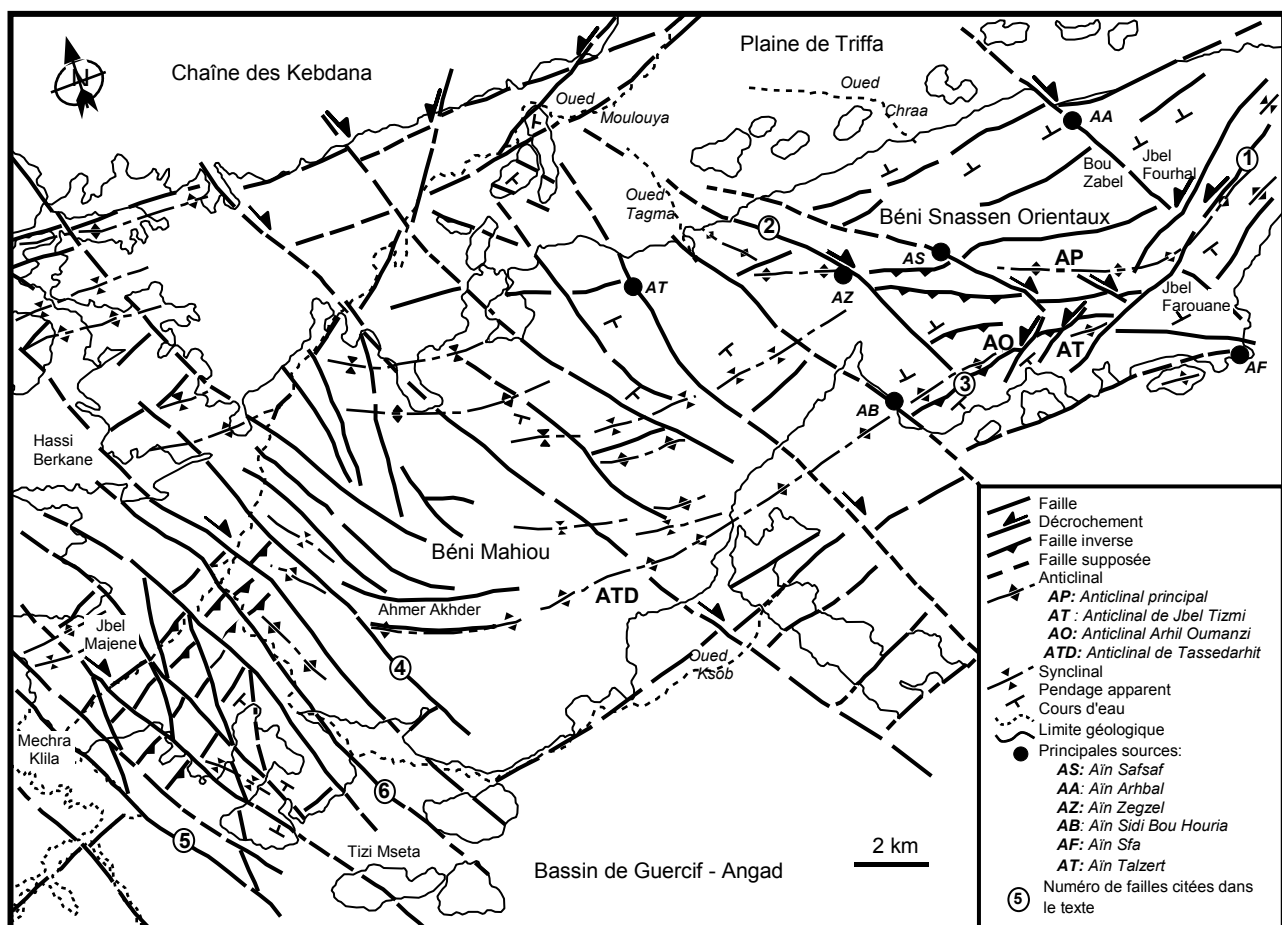 N
Chaîne des Kebdana
Plaine de Triffa
Oued
Moulouya
Oued
Chraa
AA
Bou
Zabel
Jbel
Fourhal
1
Oued
Tagma
Béni Snassen Orientaux
2
AS
AP
AT
AZ
Jbel
Farouane
AO
AT
AF
3
AB
Hassi
Berkane
Béni Mahiou
ATD
Ahmer Akhder
Jbel
Majene
4
Oued
Ksob
Mechra
Klila
6
5
Tizi Mseta
Bassin de Guercif - Angad
2 km
Faille
Décrochement
Faille inverse
Faille supposée
Anticlinal
AP: Anticlinal principal
AT : Anticlinal de Jbel Tizmi
AO: Anticlinal Arhil Oumanzi
ATD: Anticlinal de Tassedarhit
Synclinal
Pendage apparent
Cours d'eau
Limite géologique
Principales sources:
AS: Aïn Safsaf
AA: Aïn Arhbal
AZ: Aïn Zegzel
AB: Aïn Sidi Bou Houria
AF: Aïn Sfa
AT: Aïn Talzert
5 Numéro de failles citées dans
le texte